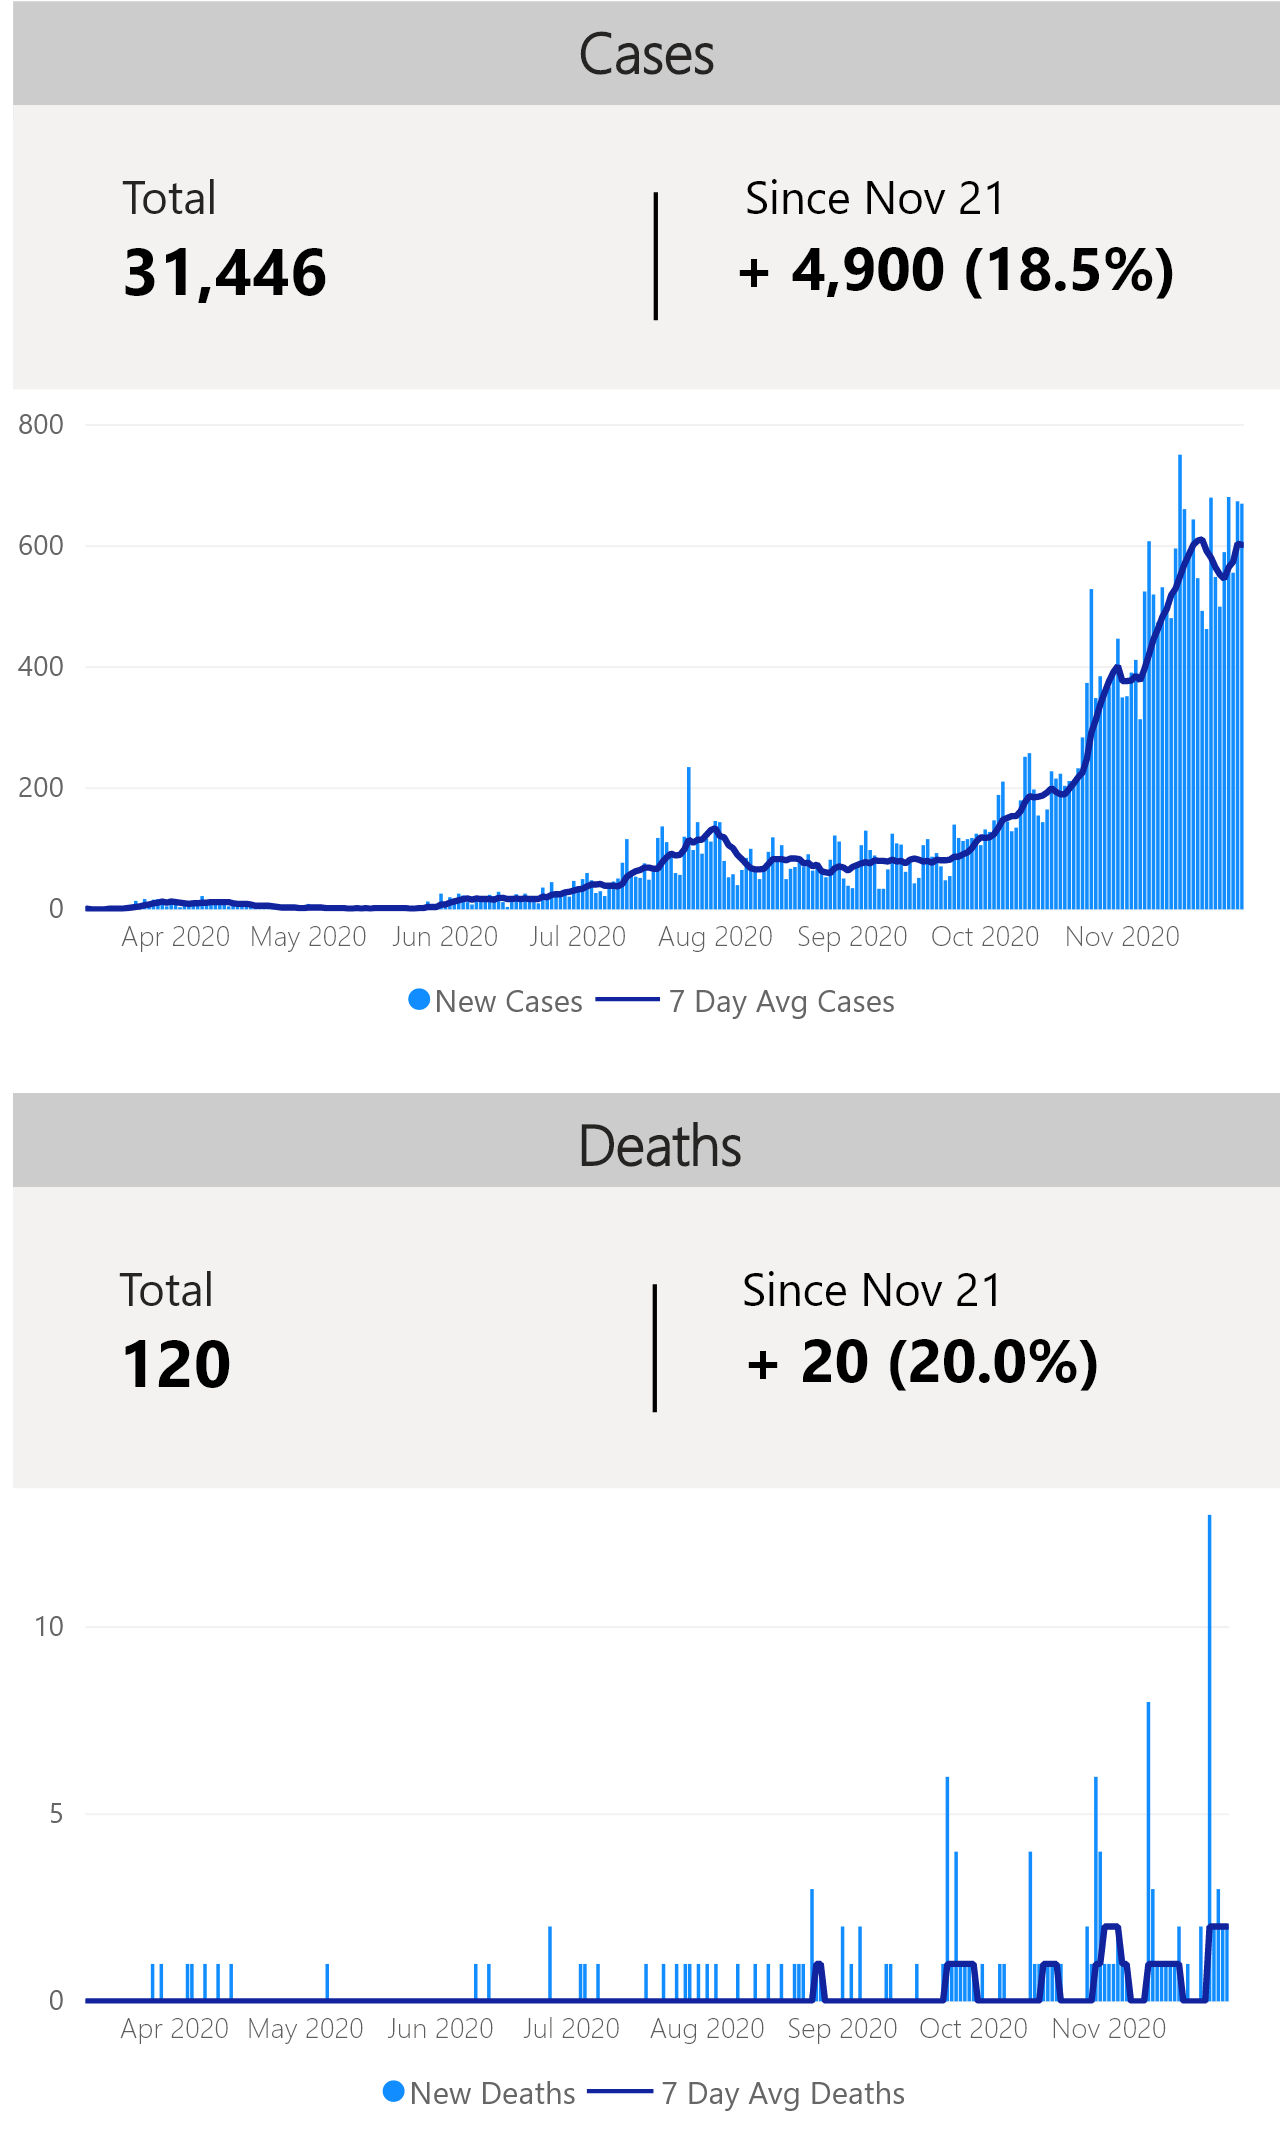 Cases
Total
Since Nov 21
31,446
+ 4,900 (18.5%)
800
600
400
200
0
Apr 2020 May 2020 Jun 2020 Jul 2020 Aug 2020 Sep 2020 Oct 2020 Nov 2020
New Cases 7 Day Avg Cases
Deaths
Total
Since Nov 21
120
+ 20 (20.0%)
10
5
0
Apr 2020 May 2020 Jun 2020 Jul 2020 Aug 2020 Sep 2020 Oct 2020 Nov 2020
New Deaths 7 Day Avg Deaths